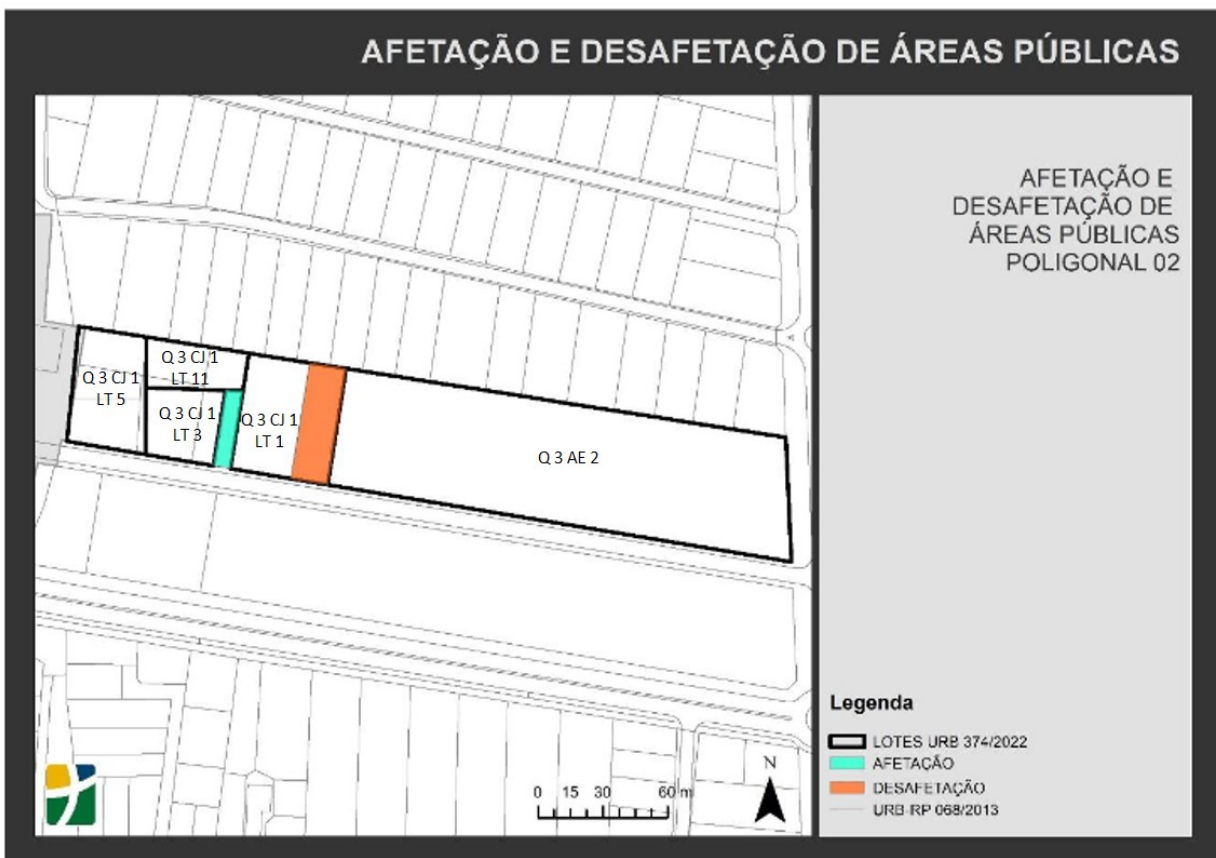 AFETAÇÃO E DESAFETAÇÃO DE ÁREAS PÚBLICAS
AFETAÇÃO E
DESAFETAÇÃO DE
ÁREAS PÚBLICAS
POLIGONAL 02
Q 3 CJ 1
LT 5
Q 3 CJ 1
LT 11
Q 3 CJ 1
LT 3
Q 3 CJ 1
LT 1
Q 3 AE 2
Legenda
LOTES URB 374/2022
AFETAÇÃO
DESAFETAÇÃO
URB-RP 068/2013
0 15 30 60 m
N